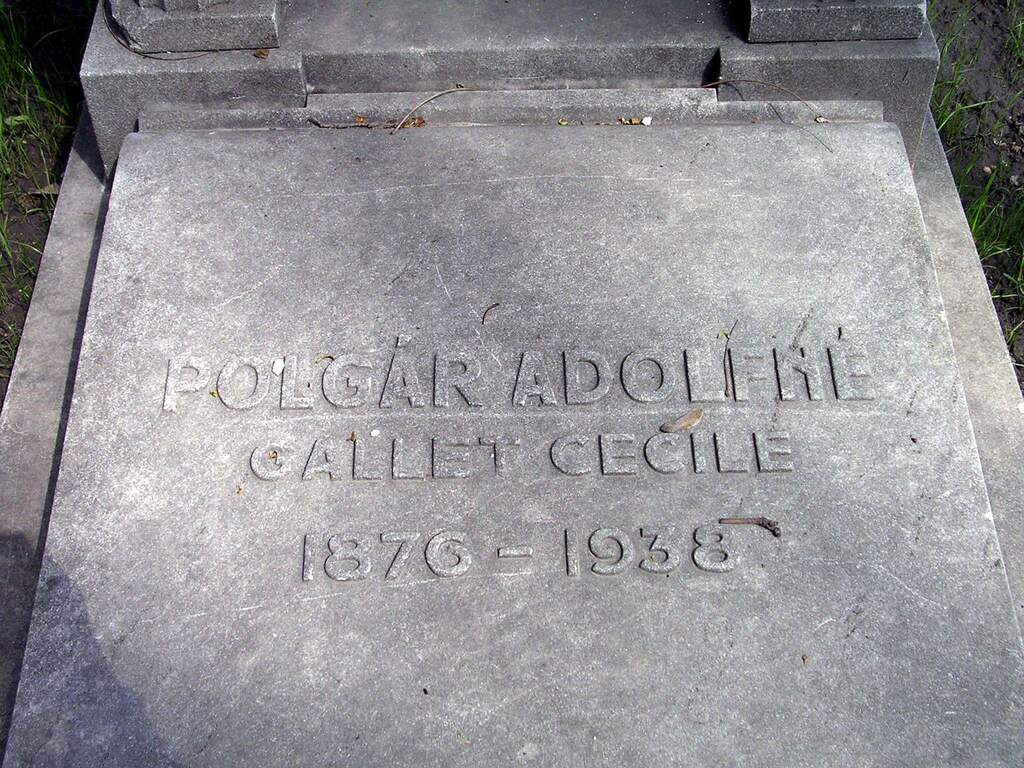 POLGÁR ADOLFNÉ
GALLET CECILE
1876 - 1938